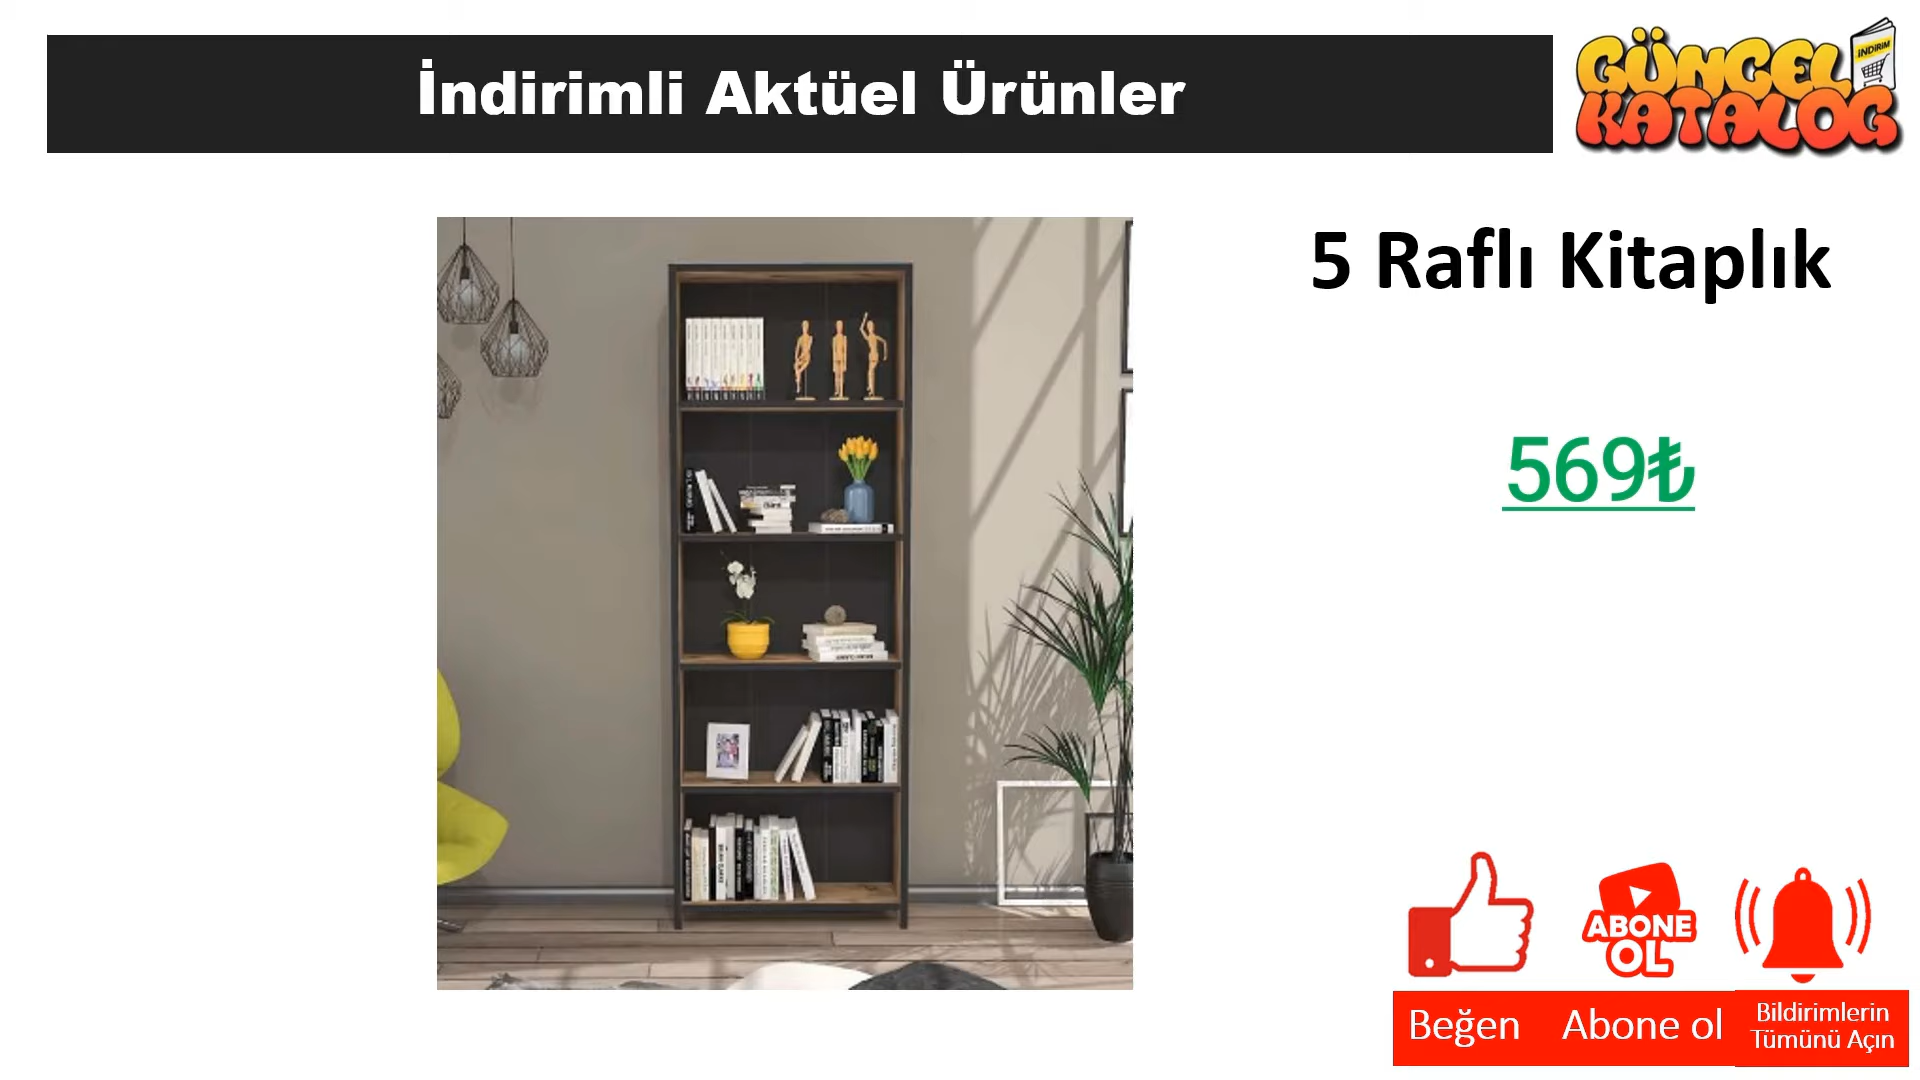 İndirimli Aktüel Ürünler
GÜNCEL
KATALOG
İNDİRİM
5 Raflı Kitaplık
569₺
ABONE
OL
Beğen
Abone ol
Bildirimlerin
Tümünü Açın